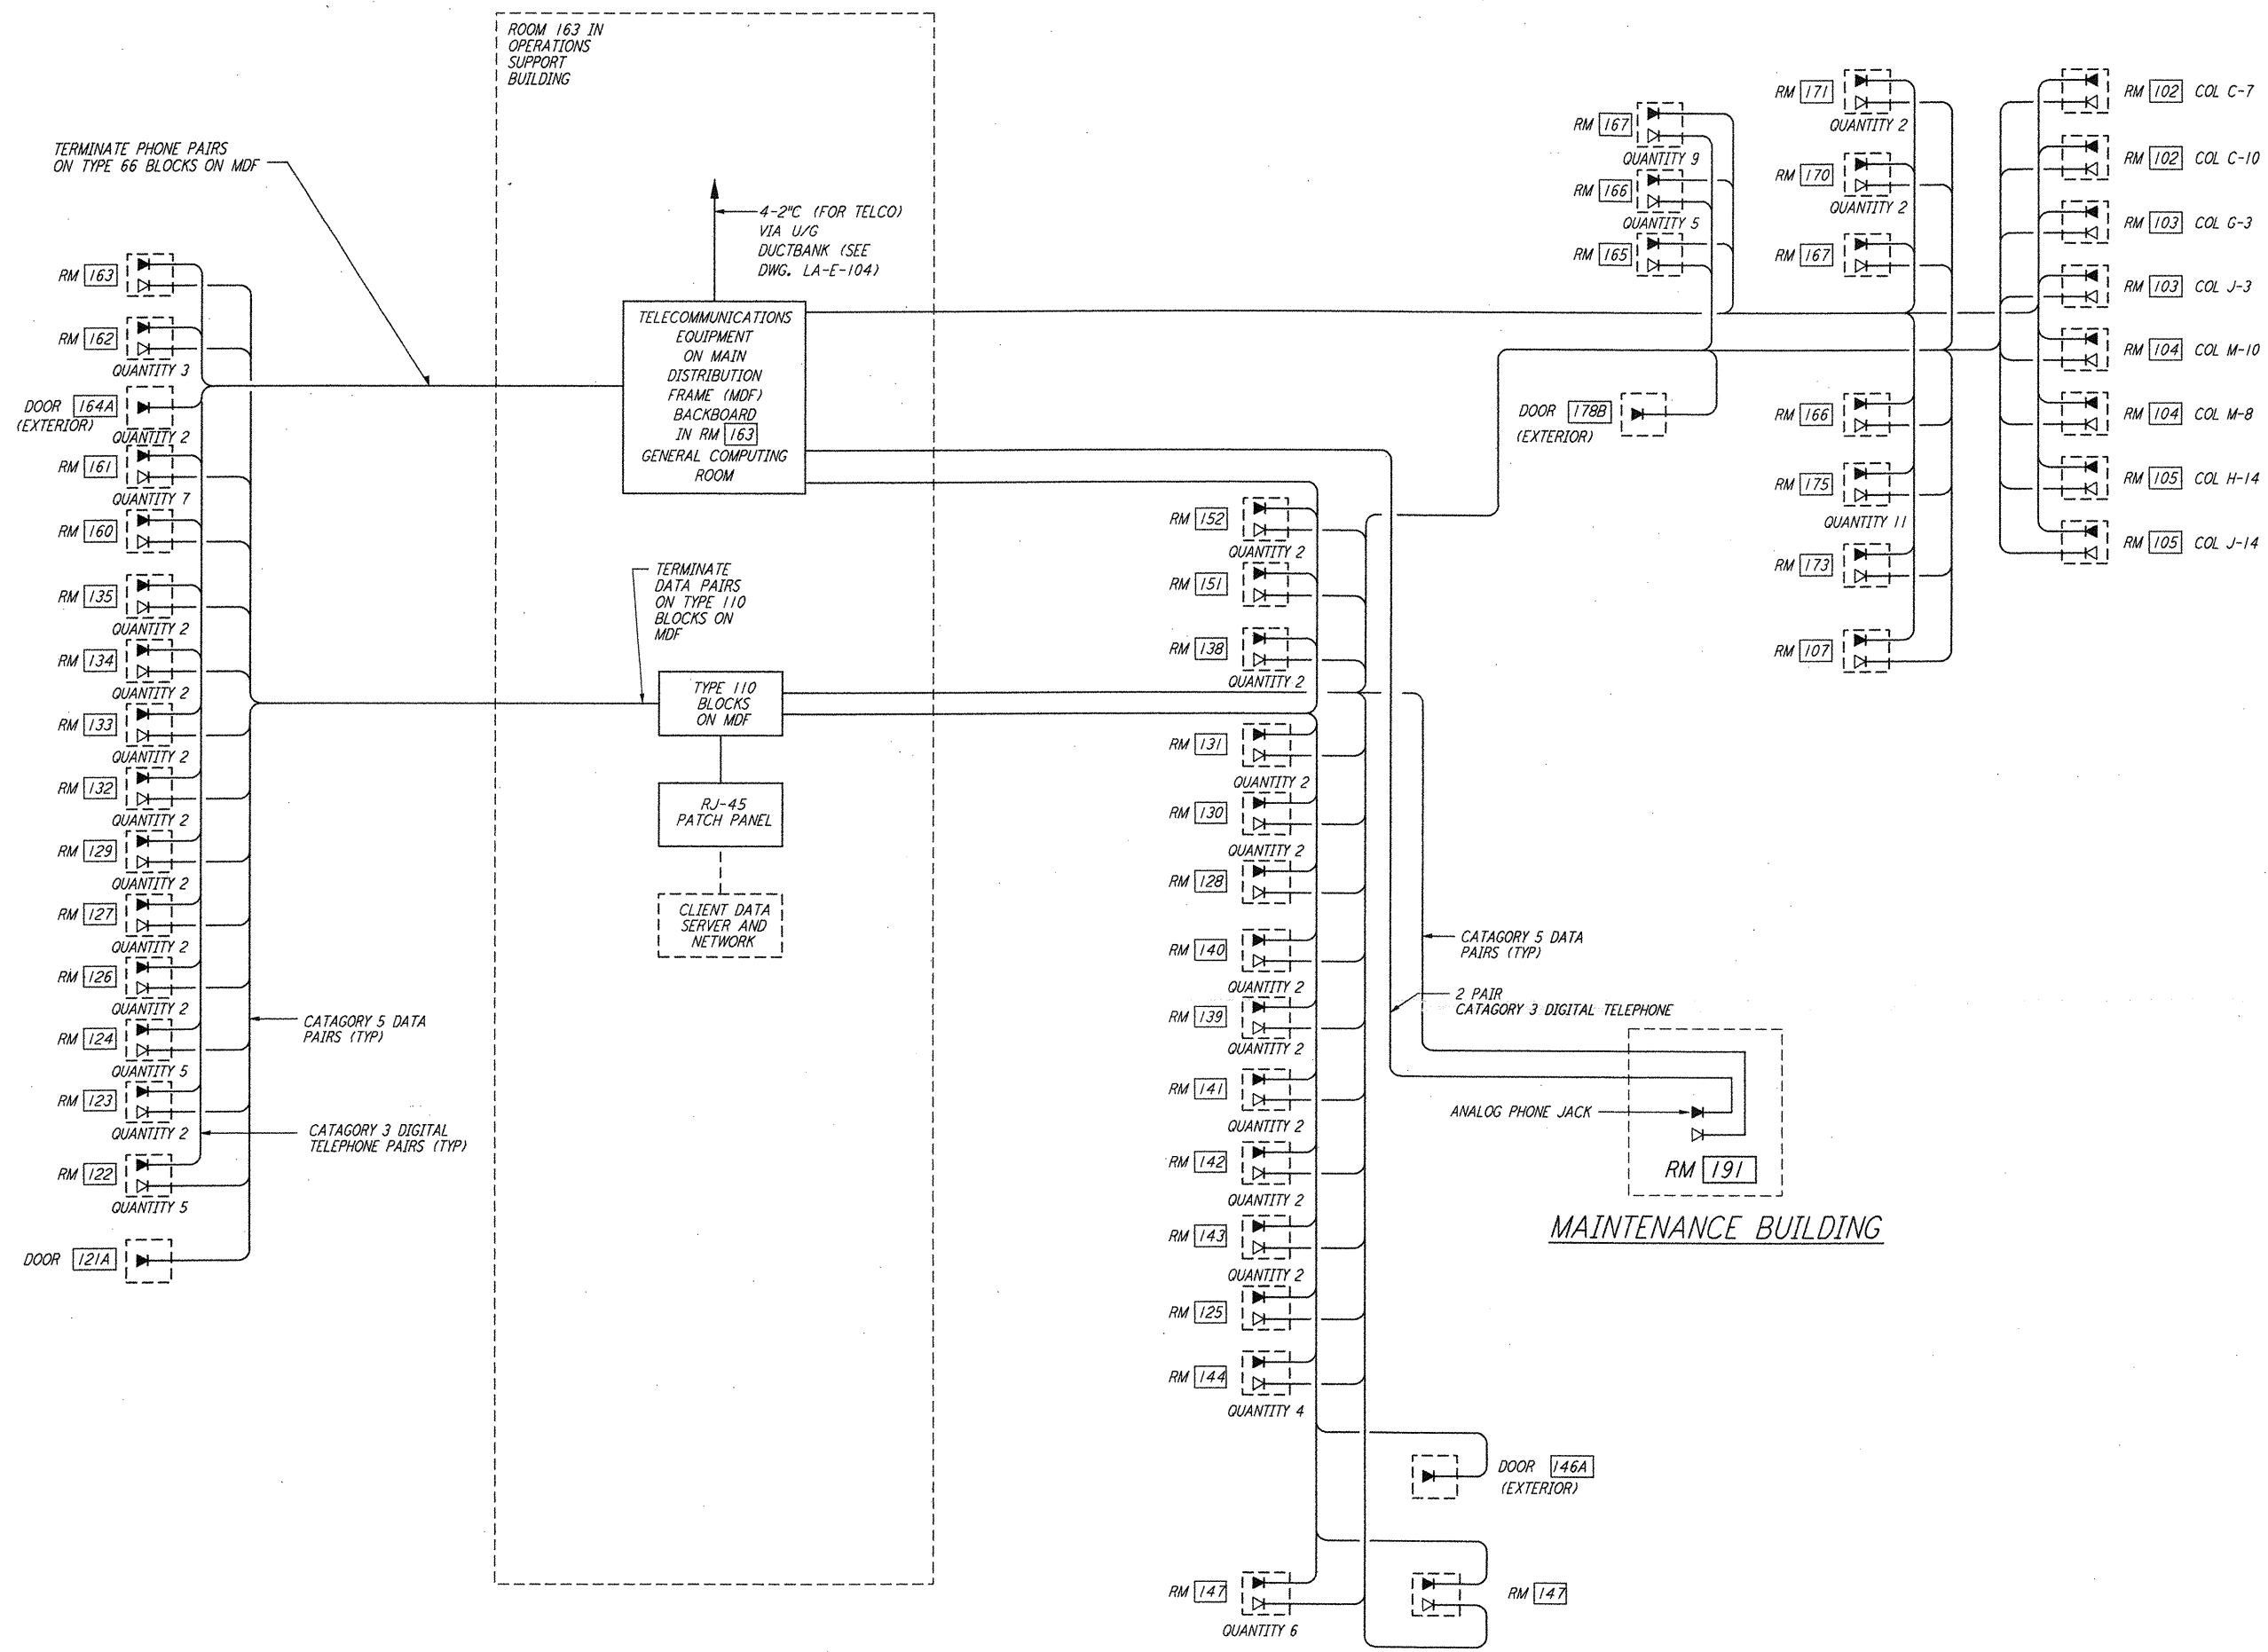 ROOM 163 IN
OPERATIONS
SUPPORT
BUILDING
TERMINATE PHONE PAIRS
ON TYPE 66 BLOCKS ON MDF
4-2"C (FOR TELCO)
VIA U/G
DUCTBANK (SEE
DWG. LA-E-104)
TELECOMMUNICATIONS
EQUIPMENT
ON MAIN
DISTRIBUTION
FRAME (MDF)
BACKBOARD
IN RM 163
GENERAL COMPUTING
ROOM
TERMINATE
DATA PAIRS
ON TYPE 110
BLOCKS ON
MDF
TYPE 110
BLOCKS
ON MDF
RJ-45
PATCH PANEL
CLIENT DATA
SERVER AND
NETWORK
RM 163
RM 162
QUANTITY 3
DOOR 164A
(EXTERIOR)
QUANTITY 2
RM 161
QUANTITY 7
RM 160
RM 135
QUANTITY 2
RM 134
QUANTITY 2
RM 133
QUANTITY 2
RM 132
QUANTITY 2
RM 129
QUANTITY 2
RM 127
QUANTITY 2
RM 126
QUANTITY 2
RM 124
QUANTITY 5
RM 123
QUANTITY 2
RM 122
QUANTITY 5
DOOR 121A
CATAGORY 5 DATA
PAIRS (TYP)
CATAGORY 3 DIGITAL
TELEPHONE PAIRS (TYP)
RM 152
QUANTITY 2
RM 151
RM 138
QUANTITY 2
RM 131
QUANTITY 2
RM 130
QUANTITY 2
RM 128
RM 140
QUANTITY 2
RM 139
QUANTITY 2
RM 141
QUANTITY 2
RM 142
QUANTITY 2
RM 143
QUANTITY 2
RM 125
RM 144
QUANTITY 4
DOOR 146A
(EXTERIOR)
RM 147
QUANTITY 6
RM 147
CATAGORY 5 DATA
PAIRS (TYP)
2 PAIR
CATAGORY 3 DIGITAL TELEPHONE
ANALOG PHONE JACK
RM 191
MAINTENANCE BUILDING
RM 167
QUANTITY 9
RM 166
QUANTITY 5
RM 165
DOOR 178B
(EXTERIOR)
RM 171
QUANTITY 2
RM 170
QUANTITY 2
RM 167
RM 166
RM 175
QUANTITY 11
RM 173
RM 107
RM 102 COL C-7
RM 102 COL C-10
RM 103 COL G-3
RM 103 COL J-3
RM 104 COL M-10
RM 104 COL M-8
RM 105 COL H-14
RM 105 COL J-14